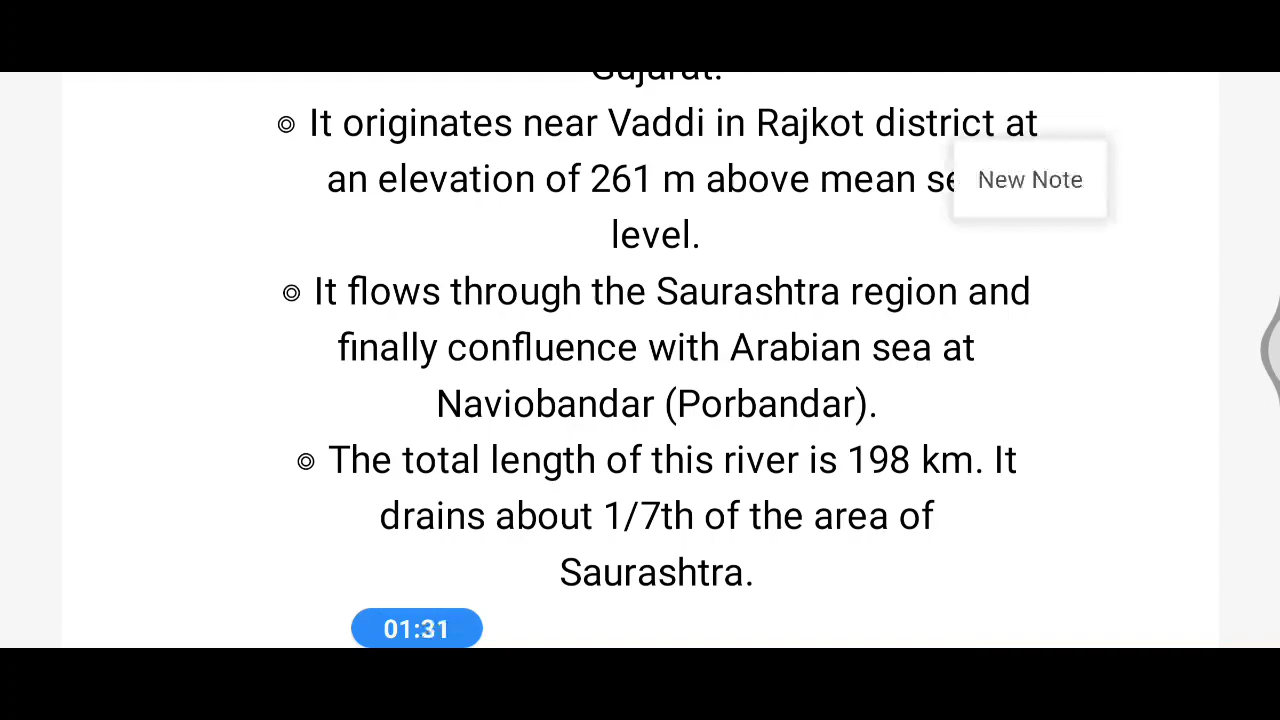 Gujarat.
◎ It originates near Vaddi in Rajkot district at
an elevation of 261 m above mean se
New Note
level.
◎ It flows through the Saurashtra region and
finally confluence with Arabian sea at
Naviobandar (Porbandar).
◎ The total length of this river is 198 km. It
drains about 1/7th of the area of
Saurashtra.
01:31